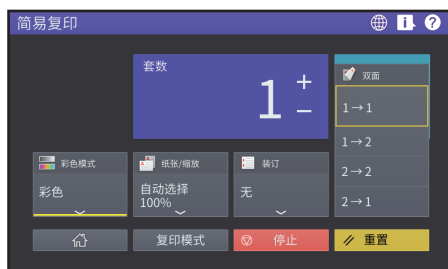 简易复印
套数
1
双面
1→1
1→2
2→2
2→1
彩色模式
彩色
纸张/缩放
自动选择
100%
装订
无
复印模式
停止
重置